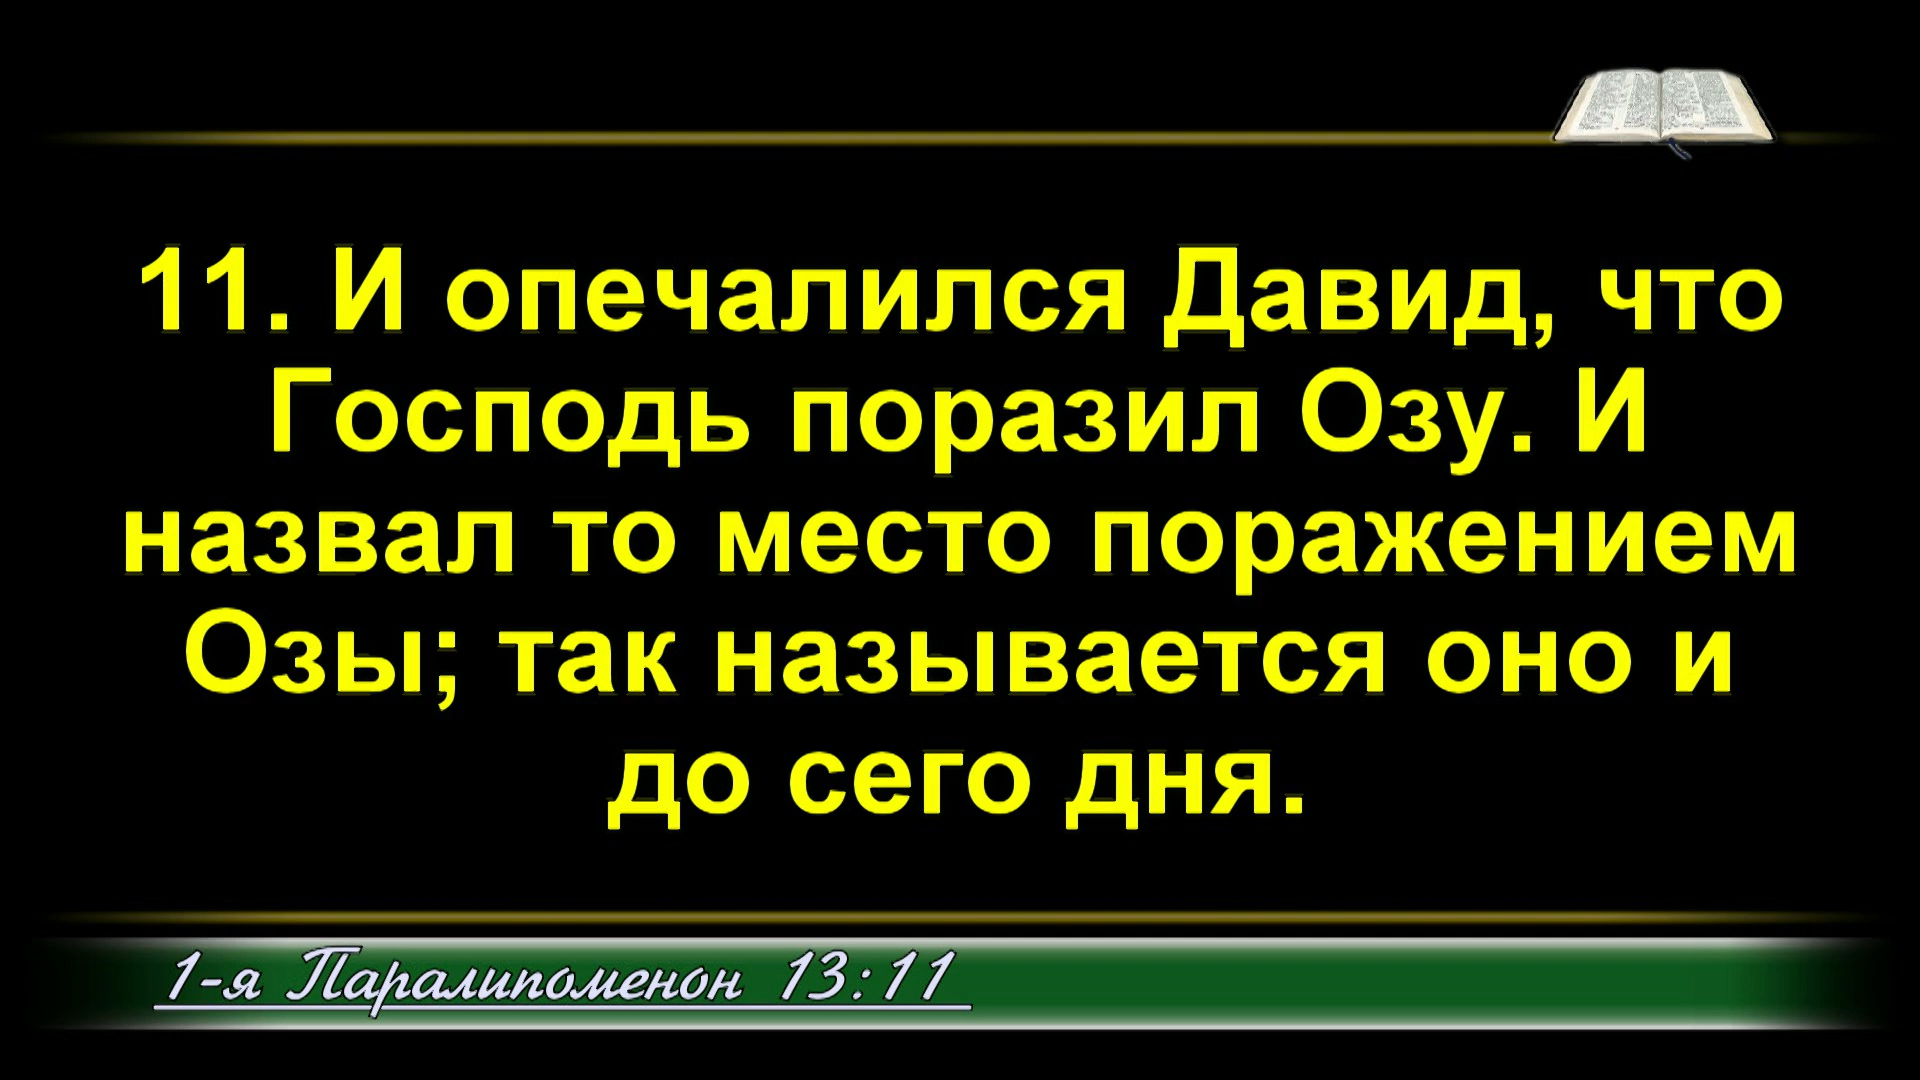 11. И опечалился Давид, что
Господь поразил Озу. И
назвал то место поражением
Озы; так называется оно и
до сего дня.
1-я Паралипоменон 13:11